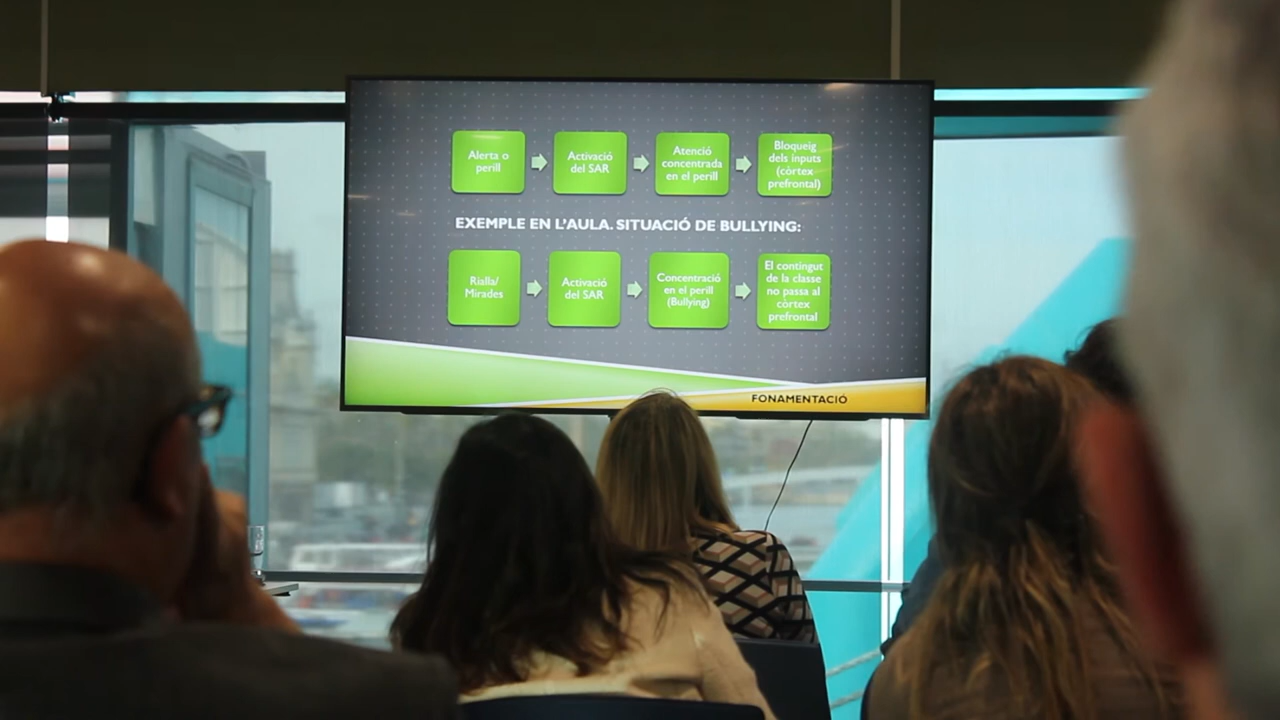 Alerta o
perill
Activació
del SAR
Atenció
concentrada
en el perill
Bloqueig
dels inputs
(còrtex
prefrontal)
EXEMPLE EN L'AULA. SITUACIÓ DE BULLYING:
Rialla/
Mirades
Activació
del SAR
Concentració
en el perill
(Bullying)
El contingut
de la classe
no passa al
còrtex
prefrontal
FONAMENTACIÓ